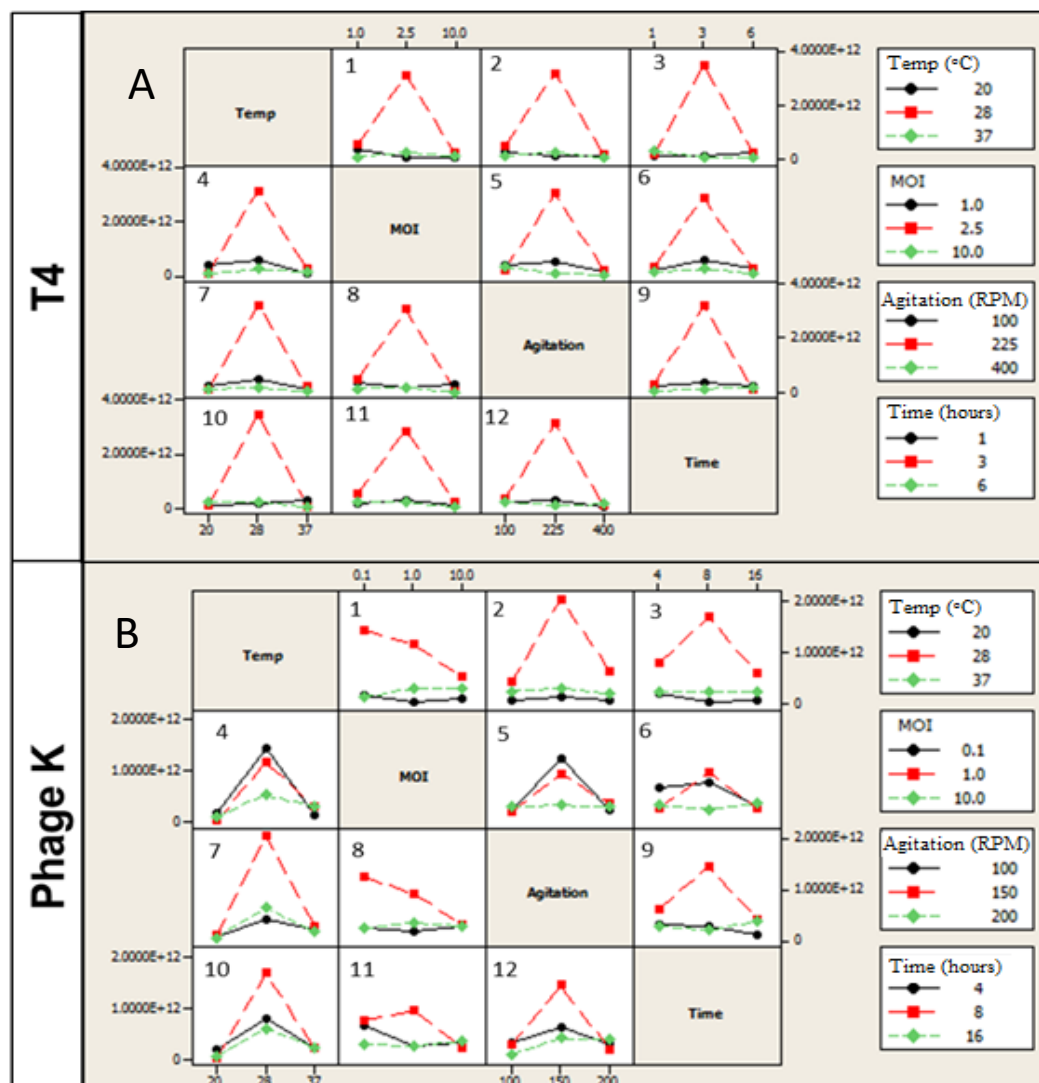 T4
A
1.0 2.5 10.0
1 3 6
Temp
1
2
3
4.0000E+12
2.0000E+12
0
Temp (°C)
20
28
37
4.0000E+12
2.0000E+12
0
4
MOI
5
6
MOI
1.0
2.5
10.0
7
8
Agitation
9
4.0000E+12
2.0000E+12
0
Agitation (RPM)
100
225
400
4.0000E+12
2.0000E+12
0
10
11
12
Time
Time (hours)
1
3
6
20 28 37
100 225 400
Phage K
B
0.1 1.0 10.0
4 8 16
Temp
1
2
3
2.0000E+12
1.0000E+12
0
Temp (°C)
20
28
37
2.0000E+12
1.0000E+12
0
4
MOI
5
6
MOI
0.1
1.0
10.0
7
8
Agitation
9
2.0000E+12
1.0000E+12
0
Agitation (RPM)
100
150
200
2.0000E+12
1.0000E+12
0
10
11
12
Time
Time (hours)
4
8
16
20 28 37
100 150 200